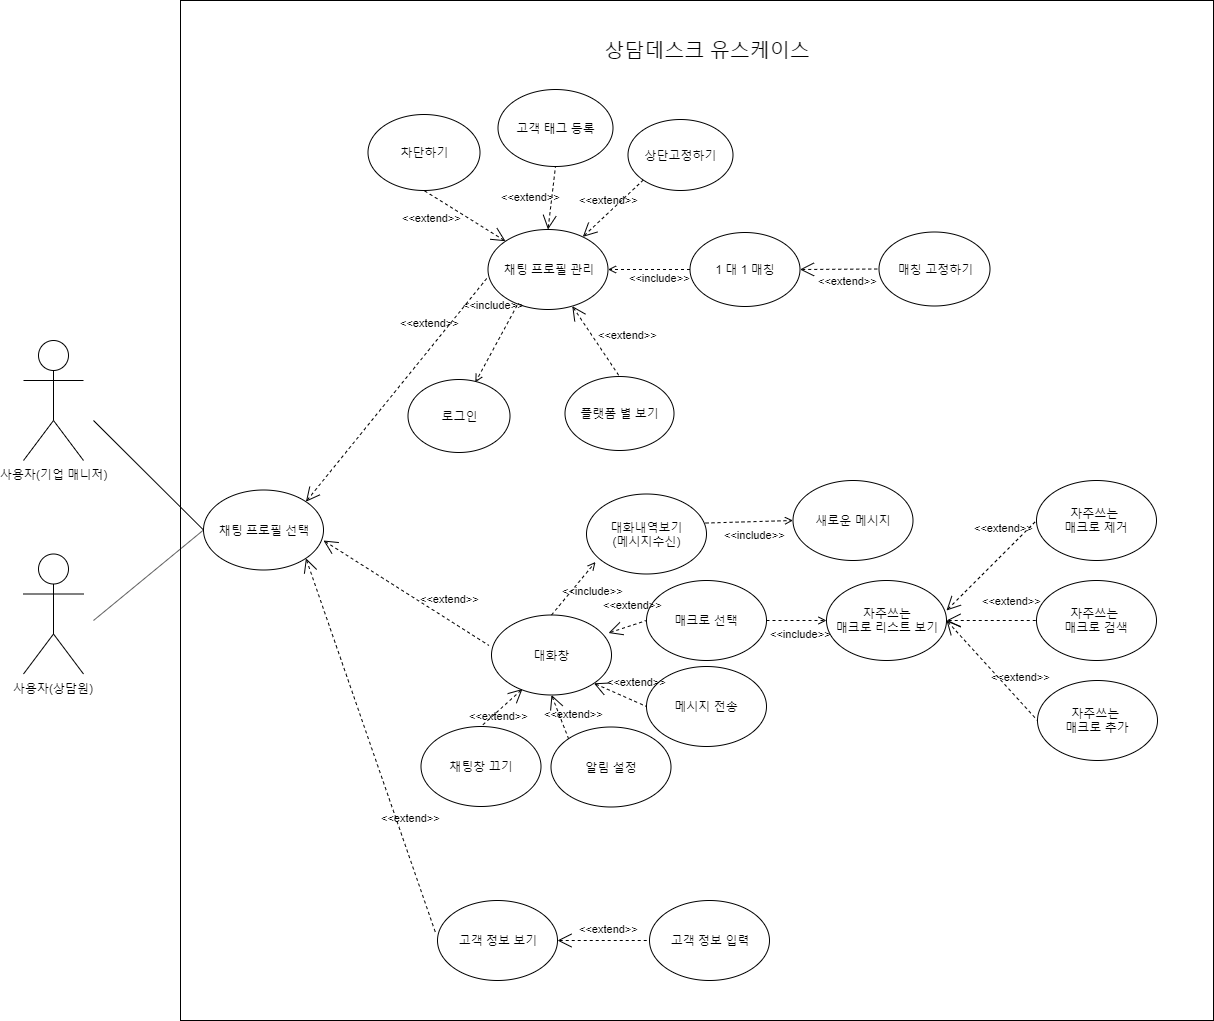 상담데스크 유스케이스
고객 태그 등록
차단하기
상단고정하기
<<extend>>
<<extend>>
<<extend>>
채팅 프로필 관리
1 대 1 매칭
매칭 고정하기
<<include>>
<<extend>>
<<include>>
<<extend>>
<<extend>>
로그인
플랫폼 별 보기
사용자(기업 매니저)
채팅 프로필 선택
사용자(상담원)
대화내역보기
(메시지수신)
새로운 메시지
<<include>>
자주쓰는
매크로 제거
<<extend>>
<<include>>
<<extend>>
<<extend>>
매크로 선택
<<include>>
자주쓰는
매크로 리스트 보기
<<extend>>
자주쓰는
매크로 검색
대화창
<<extend>>
<<extend>>
메시지 전송
자주쓰는
매크로 추가
<<extend>>
<<extend>>
채팅창 끄기
알림 설정
<<extend>>
고객 정보 보기
<<extend>>
고객 정보 입력